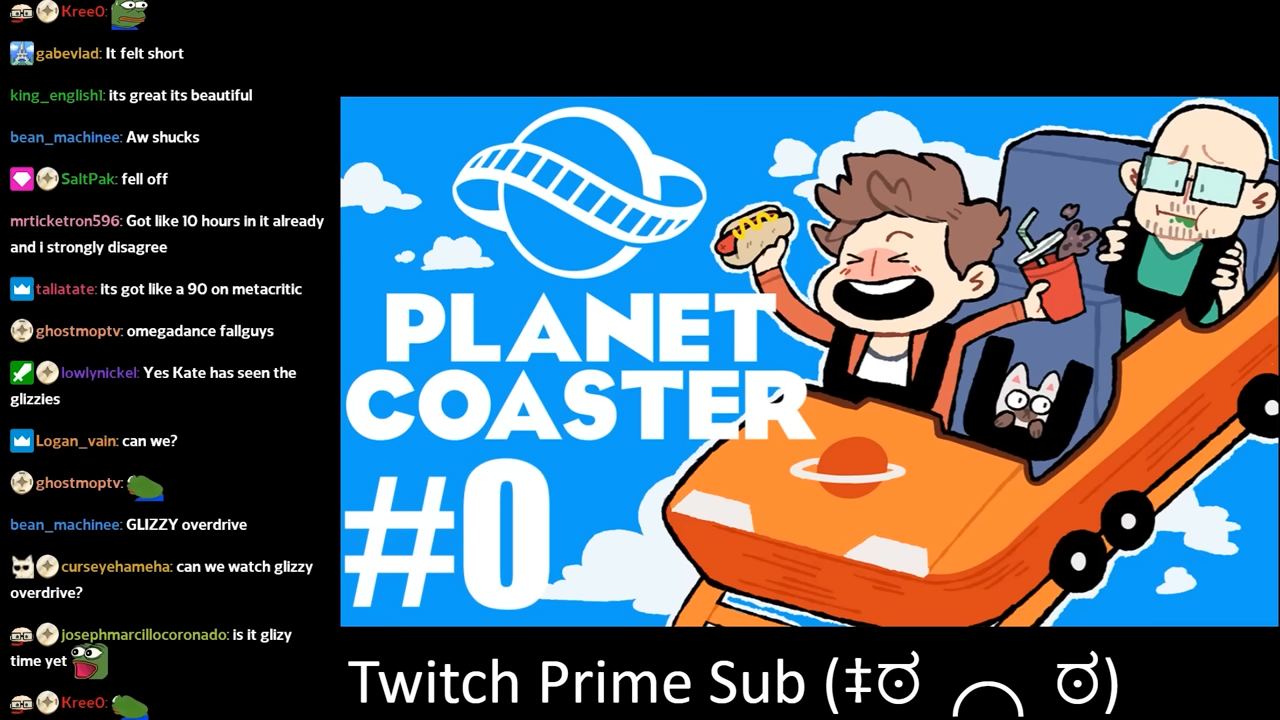 KreeO:
gabevlad: It felt short
king_english1: its great its beautiful
bean_machinee: Aw shucks
SaltPak: fell off
mrticketron596: Got like 10 hours in it already
and i strongly disagree
tallatate: its got like a 90 on metacritic
ghostmoptv: omegadance fallguys
lowlynickel: Yes Kate has seen the
glizzies
Logan_vain: can we?
ghostmoptv:
bean_machinee: GLIZZY overdrive
curseyehameha: can we watch glizzy
overdrive?
josephmarcillocoronado: is it glizy
time yet
KreeO:
PLANET
COASTER
#0
Twitch Prime Sub (‡ಠ ╭╮ ಠ)